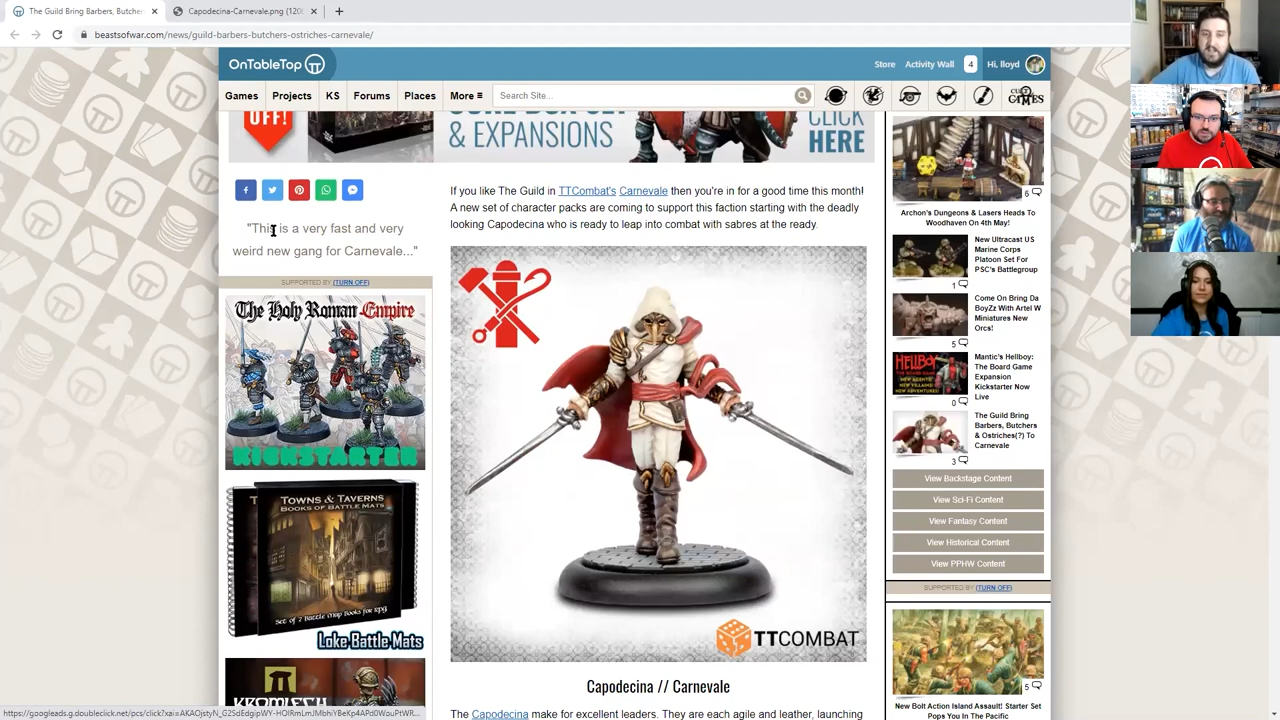 The Guild Bring Barbers, Butcher
Capodecina-Carnevale.png (120
beastsofwar.com/news/guild-barbers-butchers-ostriches-carnevale/
OnTableTop
Store
Activity Wall
4
Hi, lloyd
Games
Projects
KS
Forums
Places
More
Search Site...
GAMES
OFF!
& EXPANSIONS
CLICK
HERE
"This is a very fast and very
weird new gang for Carnevale..."
SUPPORTED BY (TURN OFF)
The Holy Roman Empire
KICKSTARTER
TOWNS & TAVERNS
BOOKS OF BATTLE MATS
Set of 2 Battle Map Books for RPG
Loke Battle Mats
KROMLECH
If you like The Guild in TTCombat's Carnevale then you're in for a good time this month!
A new set of character packs are coming to support this faction starting with the deadly
Capodecina who is ready to leap into combat with sabres at the ready.
TTCOMBAT
Capodecina // Carnevale
The Capodecina make for excellent leaders. They are each agile and leather, launching
6
Archon's Dungeons & Lasers Heads To
Woodhaven On 4th May!
New Ultracast US
Marine Corps
Platoon Set For
PSC's Battlegroup
1
Come On Bring Da
BoyZz With Artel W
Miniatures New
Orcs!
5
HELLBOY
Mantic's Hellboy:
The Board Game
Expansion
Kickstarter Now
Live
0
The Guild Bring
Barbers, Butchers
& Ostriches(?) To
Carnevale
3
View Backstage Content
View Sci-Fi Content
View Fantasy Content
View Historical Content
View PPHW Content
SUPPORTED BY (TURN OFF)
5
New Bolt Action Island Assault! Starter Set
Pops You In The Pacific